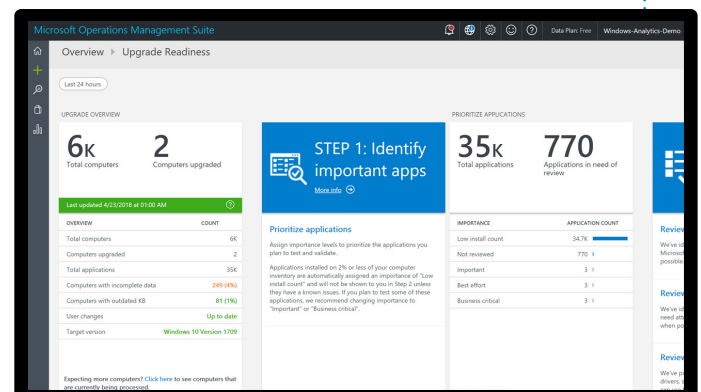 Microsoft Operations Management Suite
Data Plan: Free
Windows-Analytics-Demo
Overview
Upgrade Readiness
Last 24 hours
UPGRADE OVERVIEW
6K
Total computers
2
Computers upgraded
Last updated 4/23/2018 at 01:00 AM
OVERVIEW COUNT
Total computers 6K
Computers upgraded 2
Total applications 35K
Computers with incomplete data 249 (4%)
Computers with outdated KB 81 (1%)
User changes Up to date
Target version Windows 10 Version 1709
Expecting more computers? Click here to see computers that
are currently being processed.
STEP 1: Identify
important apps
More info
Prioritize applications
Assign importance levels to prioritize the applications you
plan to test and validate.
Applications installed on 2% or less of your computer
inventory are automatically assigned an importance of "Low
install count" and will not be shown to you in Step 2 unless
they have a known issues. If you plan to test some of these
applications, we recommend changing importance to
"Important" or "Business critical".
PRIORITIZE APPLICATIONS
35K
Total applications
770
Applications in need of
review
IMPORTANCE APPLICATION COUNT
Low install count 34.7K
Not reviewed 770
Important 3
Best effort 3
Business critical 3
Review
We've id
Microsof
possible.
Review
We've id
need att
when po
Review
We've pr
drivers, s